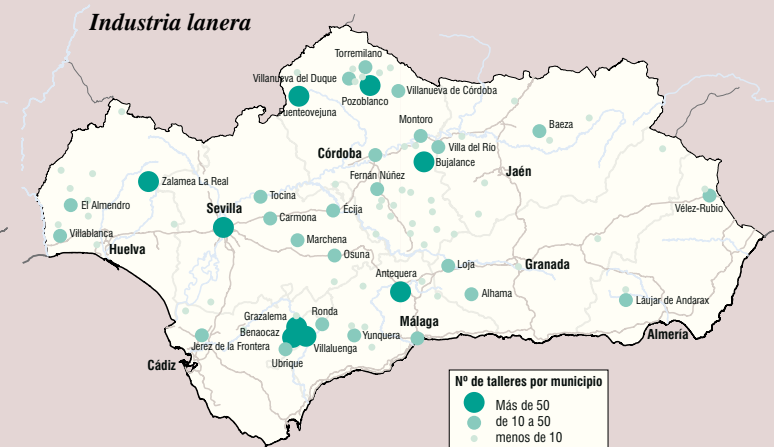 Industria lanera
Torremilano
Villanueva del Duque
Villanueva de Córdoba
Pozoblanco
Fuenteovejuna
Montoro
Baeza
Villa del Río
Córdoba
Bujalance
Jaén
Fernán Núñez
Zalamea La Real
Tocina
Vélez-Rubio
El Almendro
Sevilla
Écija
Carmona
Villablanca
Marchena
Huelva
Osuna
Loja
Granada
Antequera
Alhama
Láujar de Andarax
Grazalema
Ronda
Málaga
Benaocaz
Yunquera
Almería
Jerez de la Frontera
Villaluenga
Cádiz
Ubrique
Nº de talleres por municipio
Más de 50
de 10 a 50
menos de 10